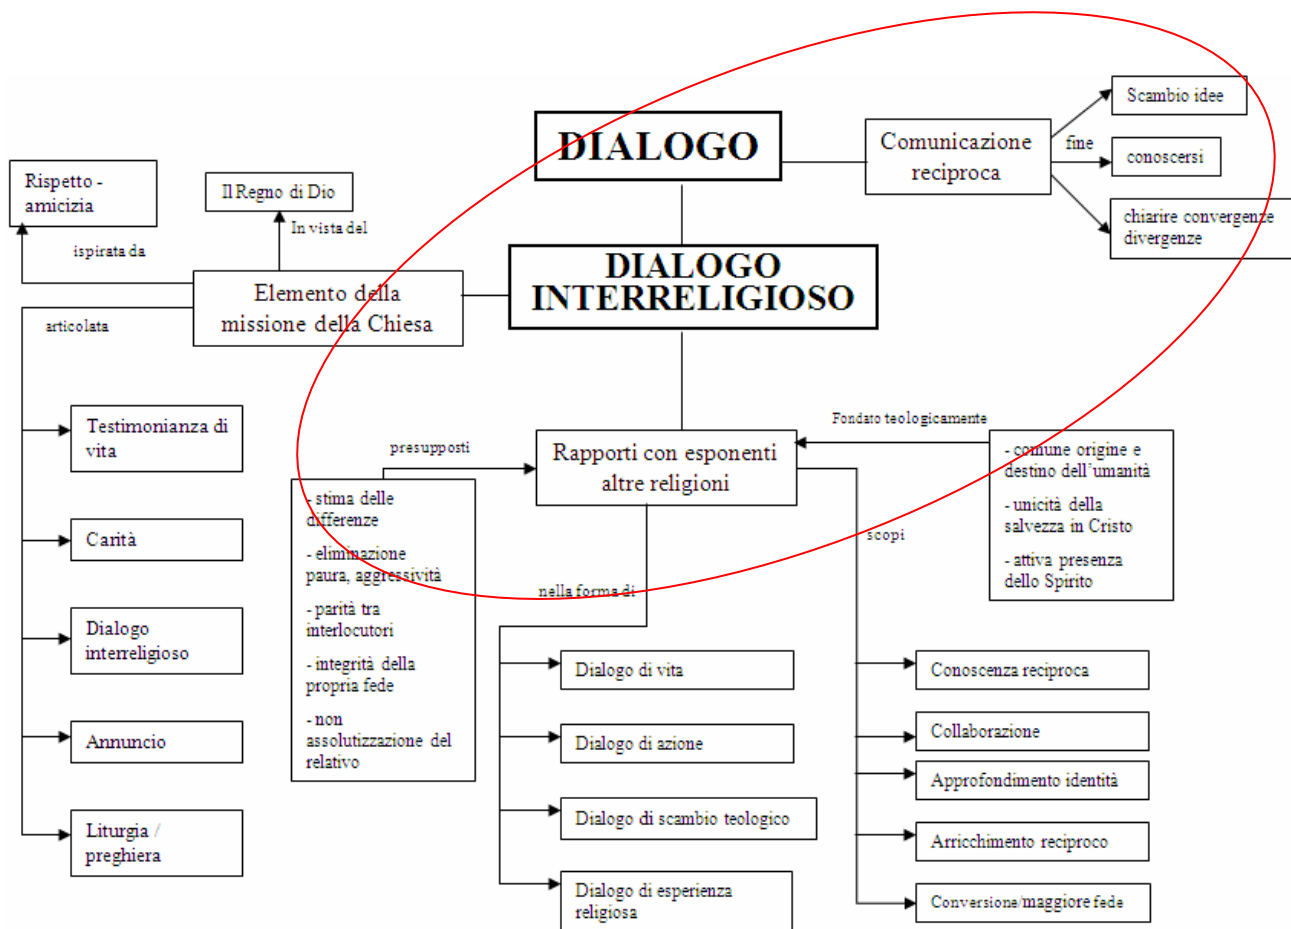 DIALOGO
Comunicazione
reciproca
fine
Scambio idee
conoscersi
chiarire convergenze
divergenze
Rispetto -
amicizia
Il Regno di Dio
In vista del
ispirata da
DIALOGO
INTERRELIGIOSO
Elemento della
missione della Chiesa
articolata
Testimonianza di
vita
Carità
Dialogo
interreligioso
Annuncio
Liturgia /
preghiera
presupposti
Rapporti con esponenti
altre religioni
Fondato teologicamente
- comune origine e
destino dell'umanità
- unicità della
salvezza in Cristo
- attiva presenza
dello Spirito
- stima delle
differenze
- eliminazione
paura, aggressività
- parità tra
interlocutori
- integrità della
propria fede
- non
assolutizzazione del
relativo
nella forma di
Dialogo di vita
Dialogo di azione
Dialogo di scambio teologico
Dialogo di esperienza
religiosa
scopi
Conoscenza reciproca
Collaborazione
Approfondimento identità
Arricchimento reciproco
Conversione/maggiore fede